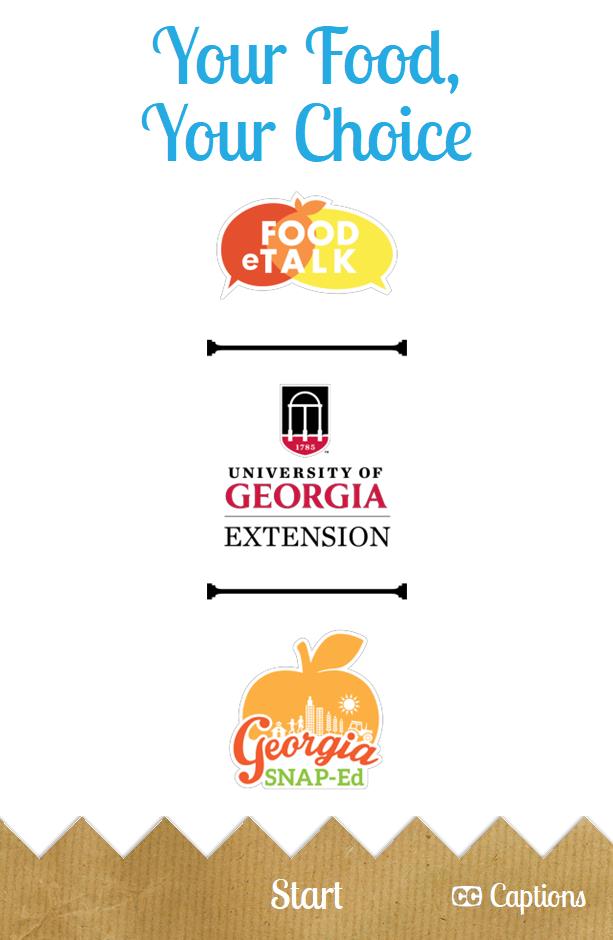 Your Food,
Your Choice
FOOD
eTALK
1785
UNIVERSITY OF
GEORGIA
EXTENSION
Georgia
SNAP-Ed
Start
CC Captions